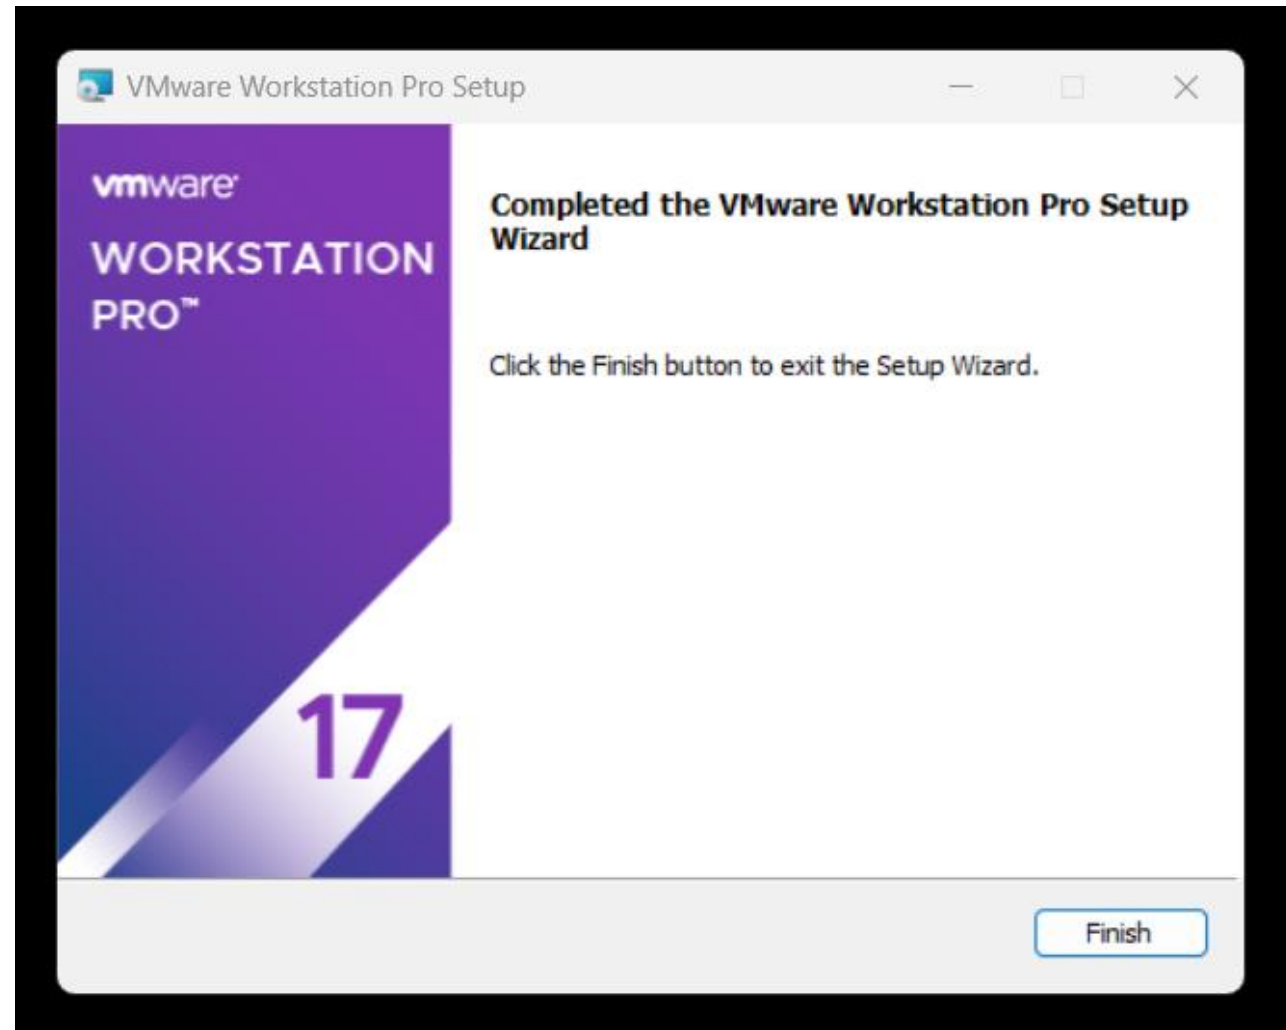 VMware Workstation Pro Setup
vmware®
WORKSTATION
PRO™
17
Completed the VMware Workstation Pro Setup
Wizard
Click the Finish button to exit the Setup Wizard.
Finish